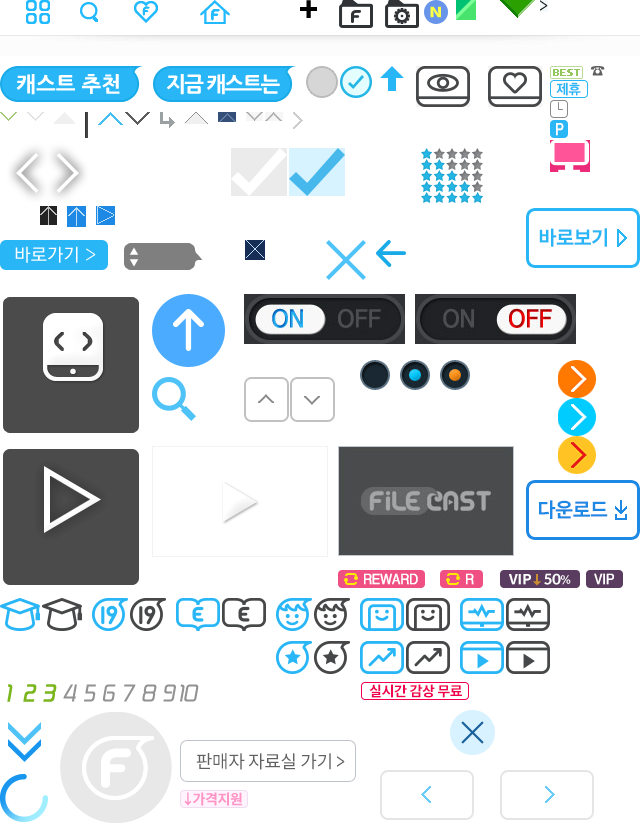 F F F N
캐스트 추천 지금 캐스트는
BEST
제휴
P
바로보기
바로가기 >
ON OFF ON OFF
FiLE CAST
다운로드
REWARD R VIP↓50% VIP
19 19 E E
1 2 3 4 5 6 7 8 9 10
실시간 감상 무료
F
판매자 자료실 가기 >
↓가격지원